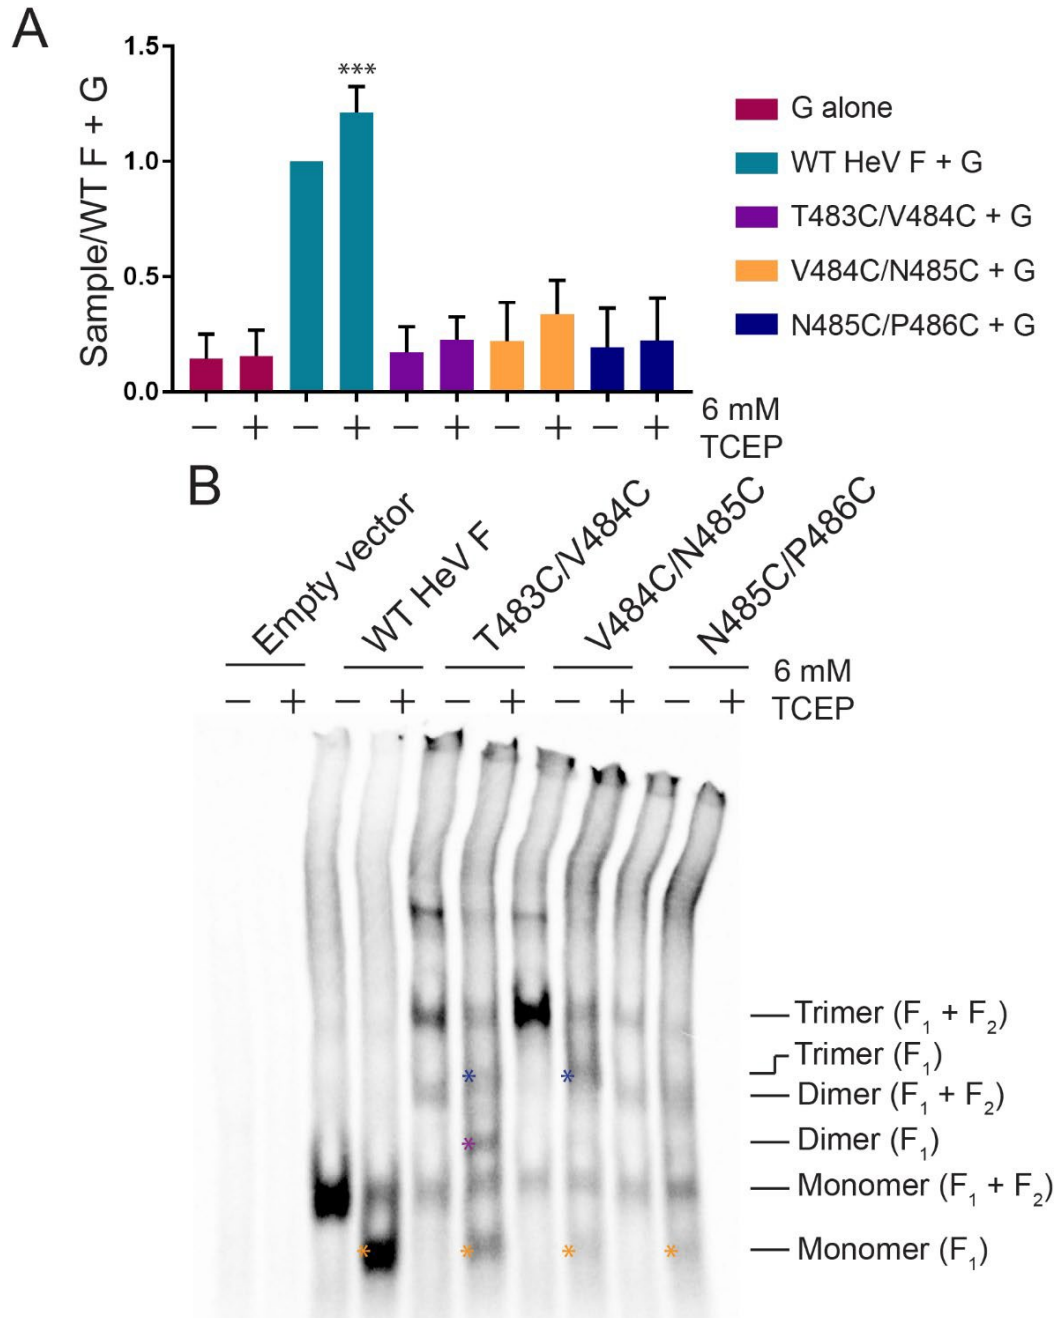 A
Sample/WT F + G
1.5
1.0
0.5
0.0
***
G alone
WT HeV F + G
T483C/V484C + G
V484C/N485C + G
N485C/P486C + G
− + − + − + − + − +
6 mM
TCEP
B
Empty vector
WT HeV F
T483C/V484C
V484C/N485C
N485C/P486C
− + − + − + − + − +
6 mM
TCEP
* *
*
* * * *
Trimer (F₁ + F₂)
Trimer (F₁)
Dimer (F₁ + F₂)
Dimer (F₁)
Monomer (F₁ + F₂)
Monomer (F₁)